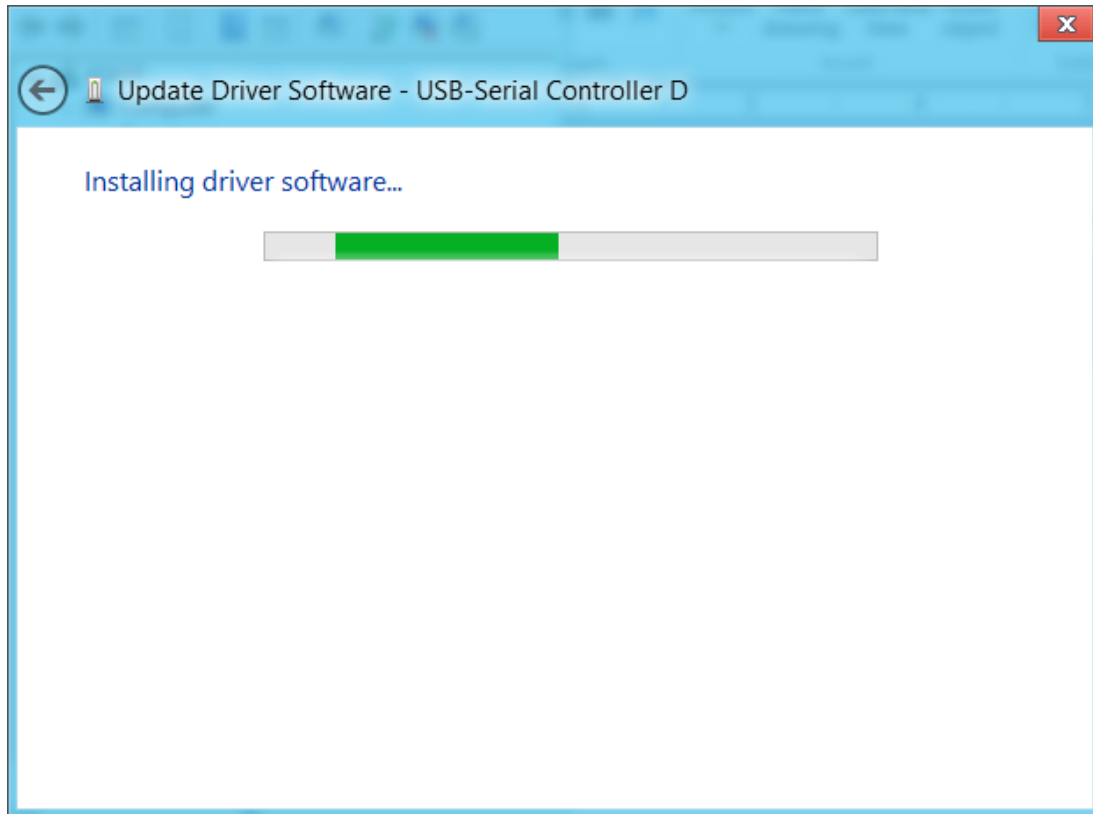 Update Driver Software - USB-Serial Controller D
Installing driver software...